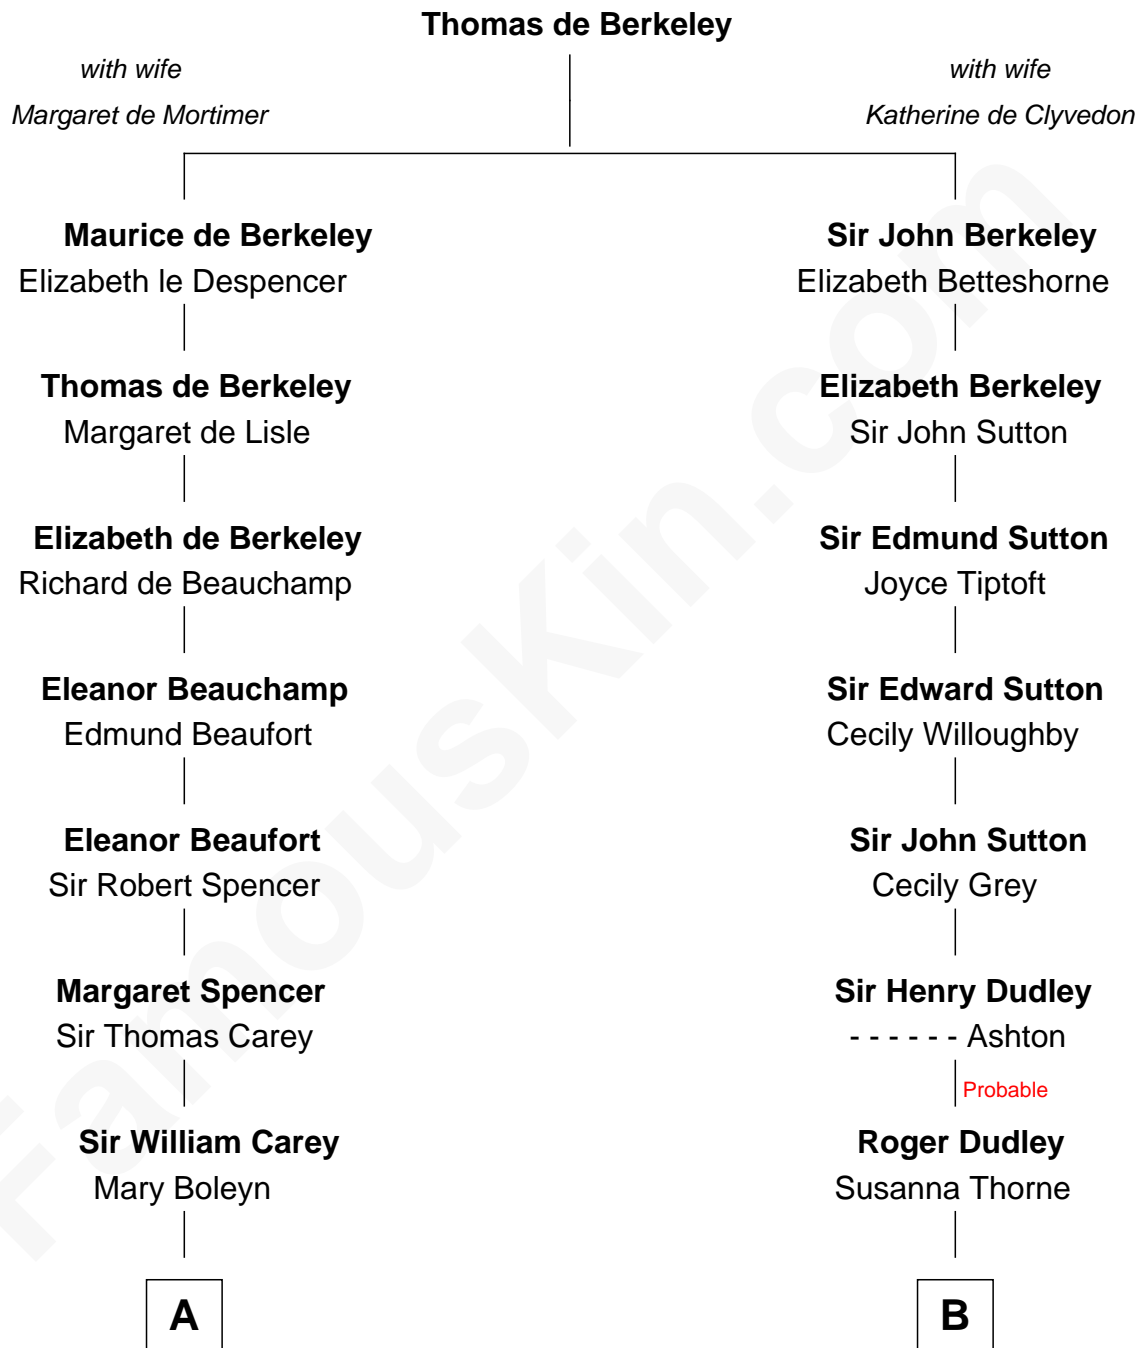 Thomas de Berkeley
with wife
Margaret de Mortimer
with wife
Katherine de Clyvedon
Maurice de Berkeley
Elizabeth le Despencer
Sir John Berkeley
Elizabeth Betteshorne
Thomas de Berkeley
Margaret de Lisle
Elizabeth Berkeley
Sir John Sutton
Elizabeth de Berkeley
Richard de Beauchamp
Sir Edmund Sutton
Joyce Tiptoft
Eleanor Beauchamp
Edmund Beaufort
Sir Edward Sutton
Cecily Willoughby
Eleanor Beaufort
Sir Robert Spencer
Sir John Sutton
Cecily Grey
Margaret Spencer
Sir Thomas Carey
Sir Henry Dudley
- - - - - - Ashton
Probable
Sir William Carey
Mary Boleyn
Roger Dudley
Susanna Thorne
A
B
FamousKin.com